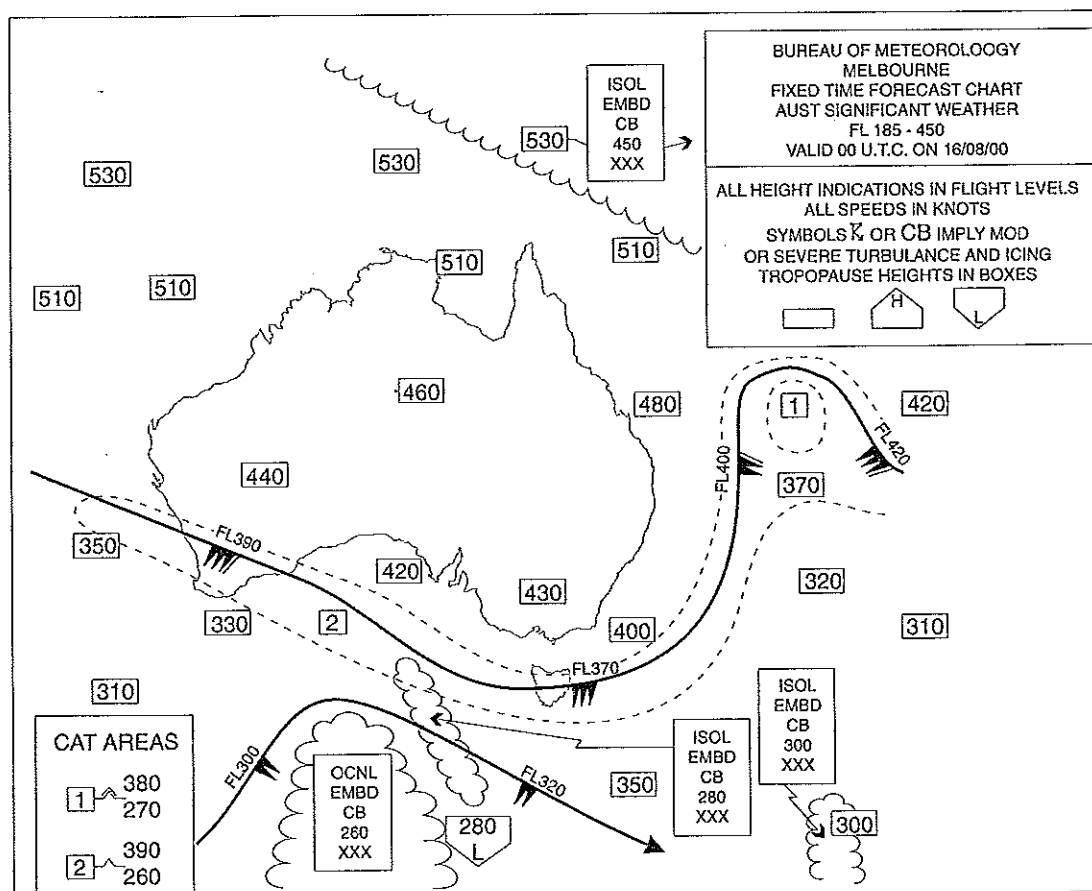 BUREAU OF METEOROLOOGY
MELBOURNE
FIXED TIME FORECAST CHART
AUST SIGNIFICANT WEATHER
FL 185 - 450
VALID 00 U.T.C. ON 16/08/00
ALL HEIGHT INDICATIONS IN FLIGHT LEVELS
ALL SPEEDS IN KNOTS
SYMBOLS OR CB IMPLY MOD
OR SEVERE TURBULANCE AND ICING
TROPOPAUSE HEIGHTS IN BOXES
H
L
ISOL
EMBD
CB
450
XXX
530
530
530
510
510
510
510
460
480
420
1
440
FL400
FL420
370
350
FL390
420
430
320
330
2
400
310
FL370
310
CAT AREAS
1
380
270
2
390
260
FL300
OCNL
EMBD
CB
260
XXX
280
L
FL320
350
ISOL
EMBD
CB
280
XXX
ISOL
EMBD
CB
300
XXX
300